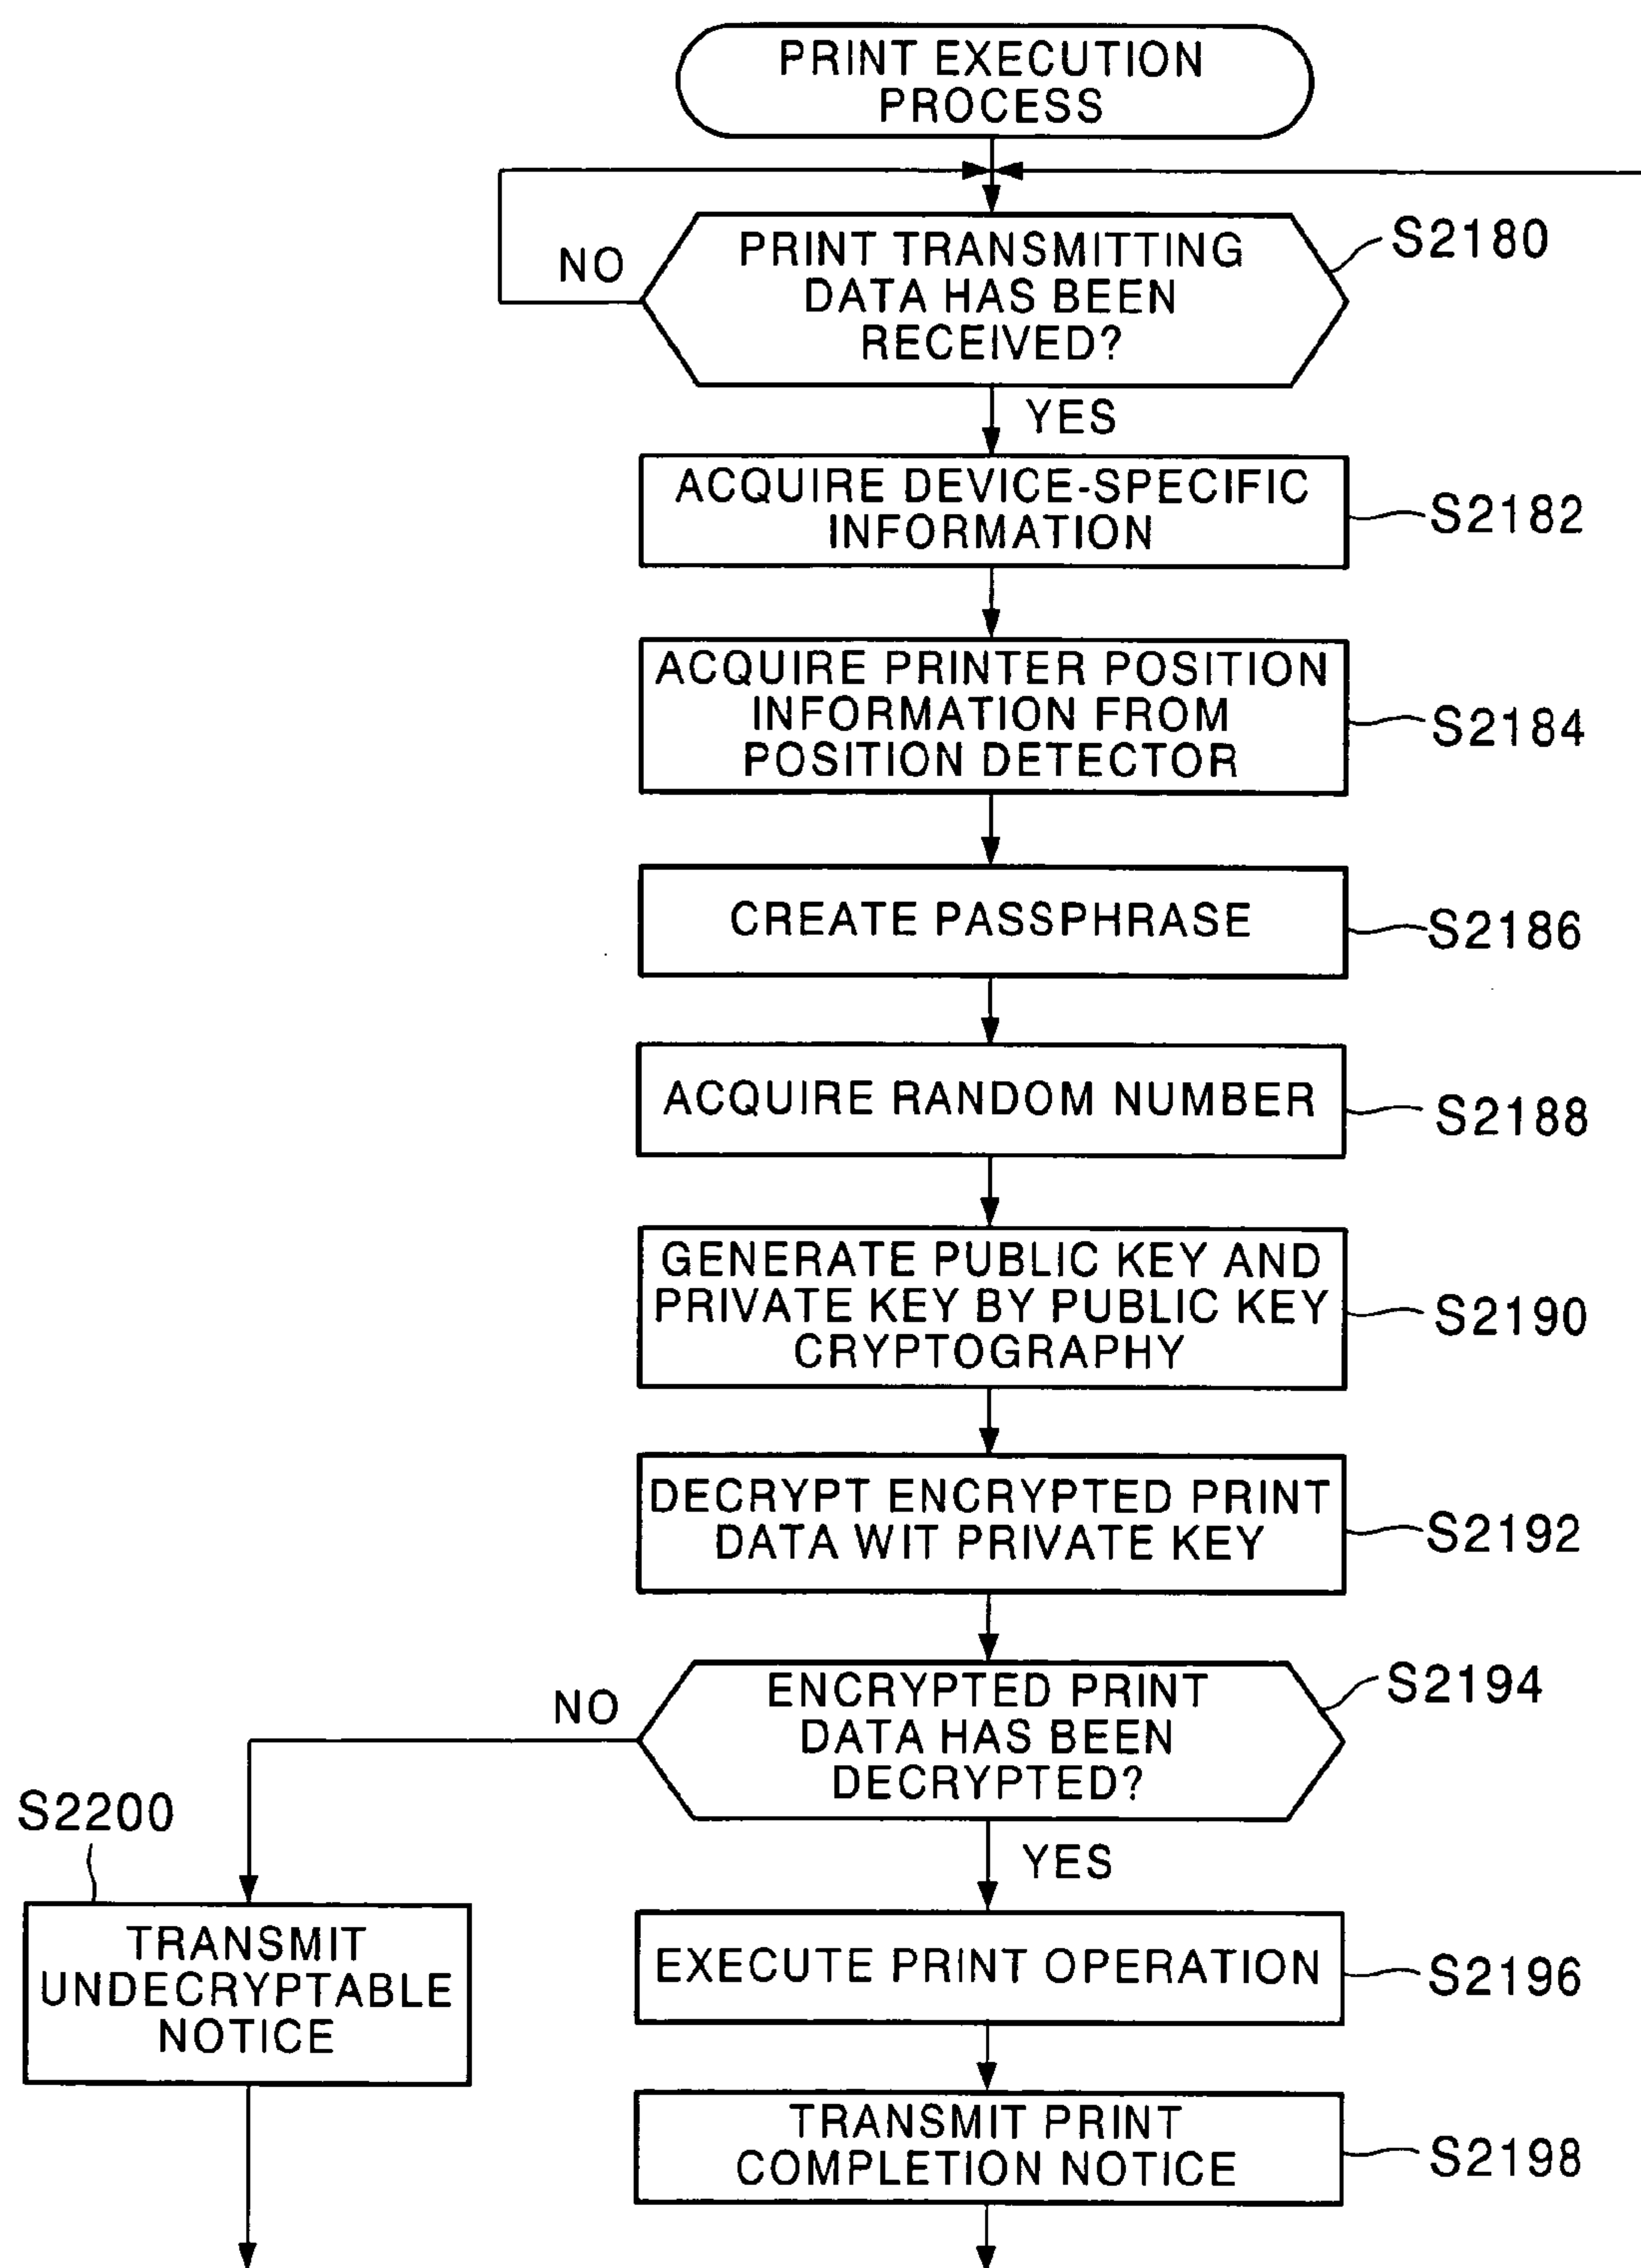 PRINT EXECUTION
PROCESS
NO
PRINT TRANSMITTING
DATA HAS BEEN
RECEIVED?
S2180
YES
ACQUIRE DEVICE-SPECIFIC
INFORMATION
S2182
ACQUIRE PRINTER POSITION
INFORMATION FROM
POSITION DETECTOR
S2184
CREATE PASSPHRASE
S2186
ACQUIRE RANDOM NUMBER
S2188
GENERATE PUBLIC KEY AND
PRIVATE KEY BY PUBLIC KEY
CRYPTOGRAPHY
S2190
DECRYPT ENCRYPTED PRINT
DATA WIT PRIVATE KEY
S2192
NO
ENCRYPTED PRINT
DATA HAS BEEN
DECRYPTED?
S2194
S2200
YES
TRANSMIT
UNDECRYPTABLE
NOTICE
EXECUTE PRINT OPERATION
S2196
TRANSMIT PRINT
COMPLETION NOTICE
S2198